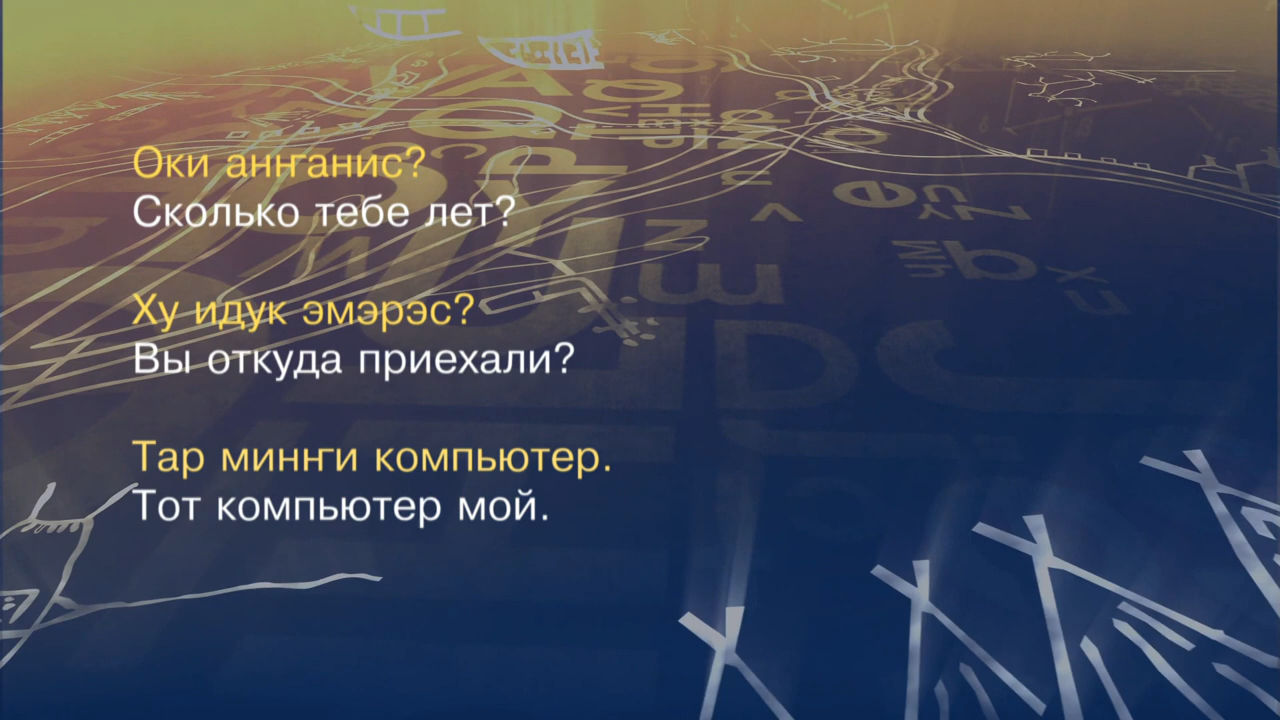 Оки анӈанис?
Сколько тебе лет?
Ху идук эмэрэс?
Вы откуда приехали?
Тар минӈи компьютер.
Тот компьютер мой.